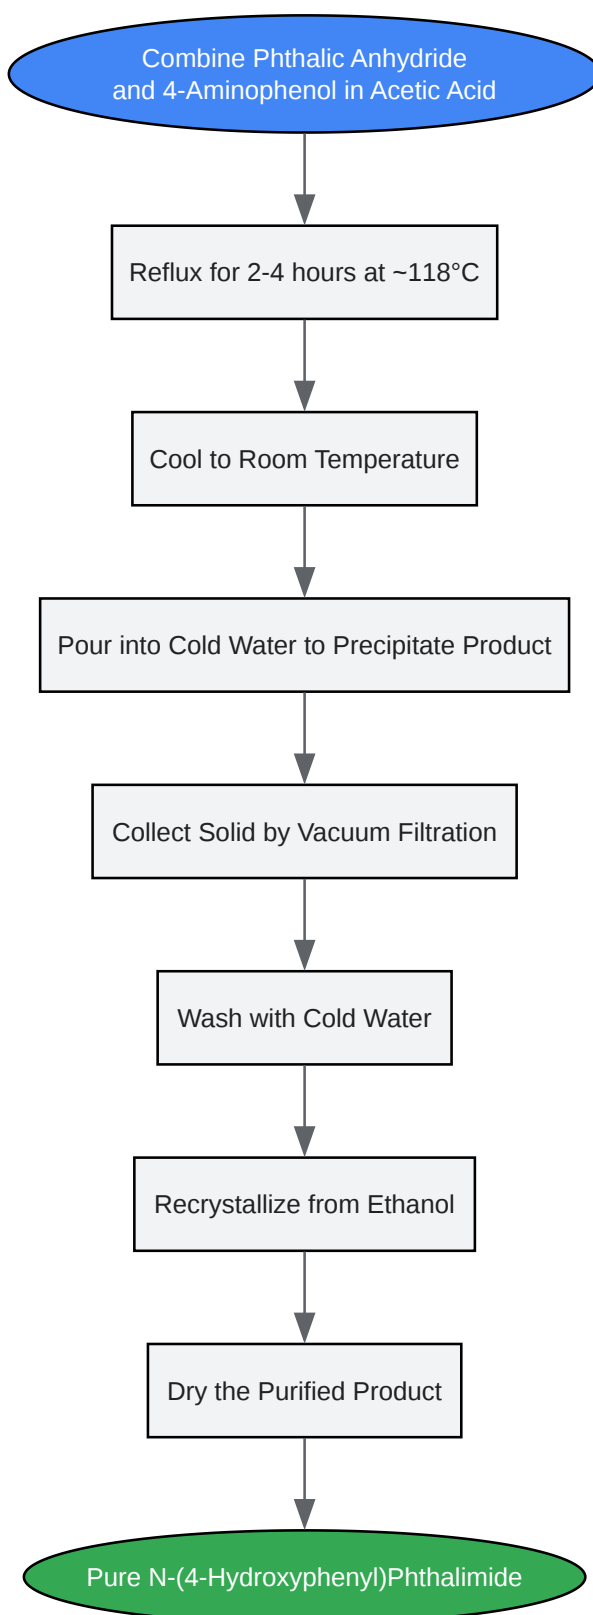 Combine Phthalic Anhydride
and 4-Aminophenol in Acetic Acid
Reflux for 2-4 hours at ~118°C
Cool to Room Temperature
Pour into Cold Water to Precipitate Product
Collect Solid by Vacuum Filtration
Wash with Cold Water
Recrystallize from Ethanol
Dry the Purified Product
Pure N-(4-Hydroxyphenyl)Phthalimide